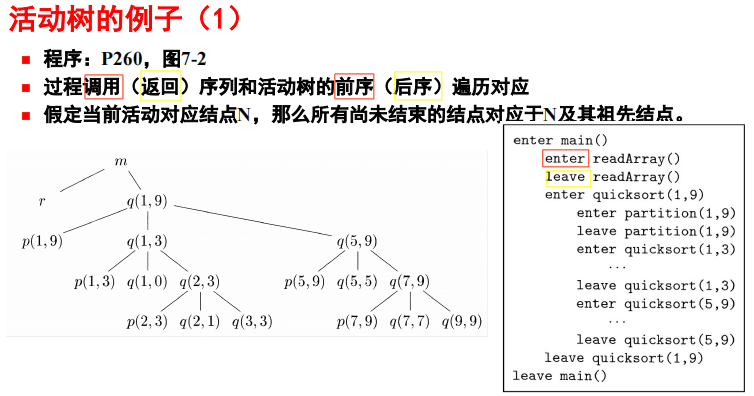 活动树的例子（1）
程序：P260，图7-2
过程调用（返回）序列和活动树的前序（后序）遍历对应
假定当前活动对应结点N，那么所有尚未结束的结点对应于N及其祖先结点。
m
r q(1,9)
p(1,9) q(1,3) q(5,9)
p(1,3) q(1,0) q(2,3) p(5,9) q(5,5) q(7,9)
p(2,3) q(2,1) q(3,3) p(7,9) q(7,7) q(9,9)
enter main()
enter readArray()
leave readArray()
enter quicksort(1,9)
enter partition(1,9)
leave partition(1,9)
enter quicksort(1,3)
...
leave quicksort(1,3)
enter quicksort(5,9)
...
leave quicksort(5,9)
leave quicksort(1,9)
leave main()